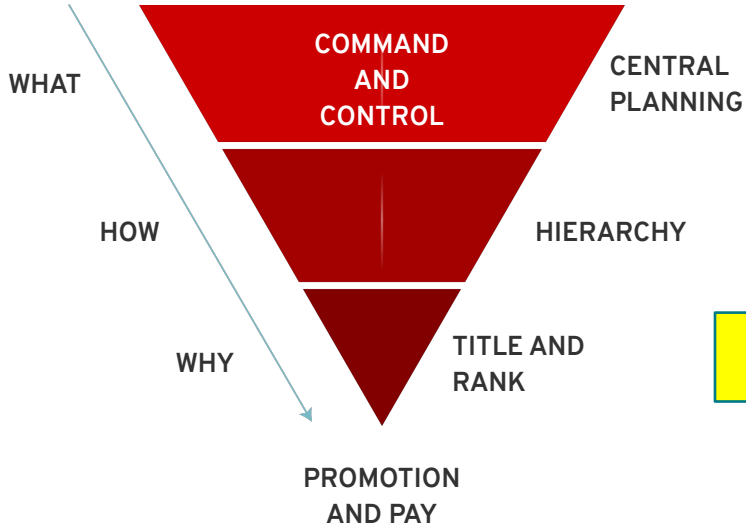 COMMAND
AND
CONTROL
WHAT
CENTRAL
PLANNING
HOW
HIERARCHY
WHY
TITLE AND
RANK
PROMOTION
AND PAY